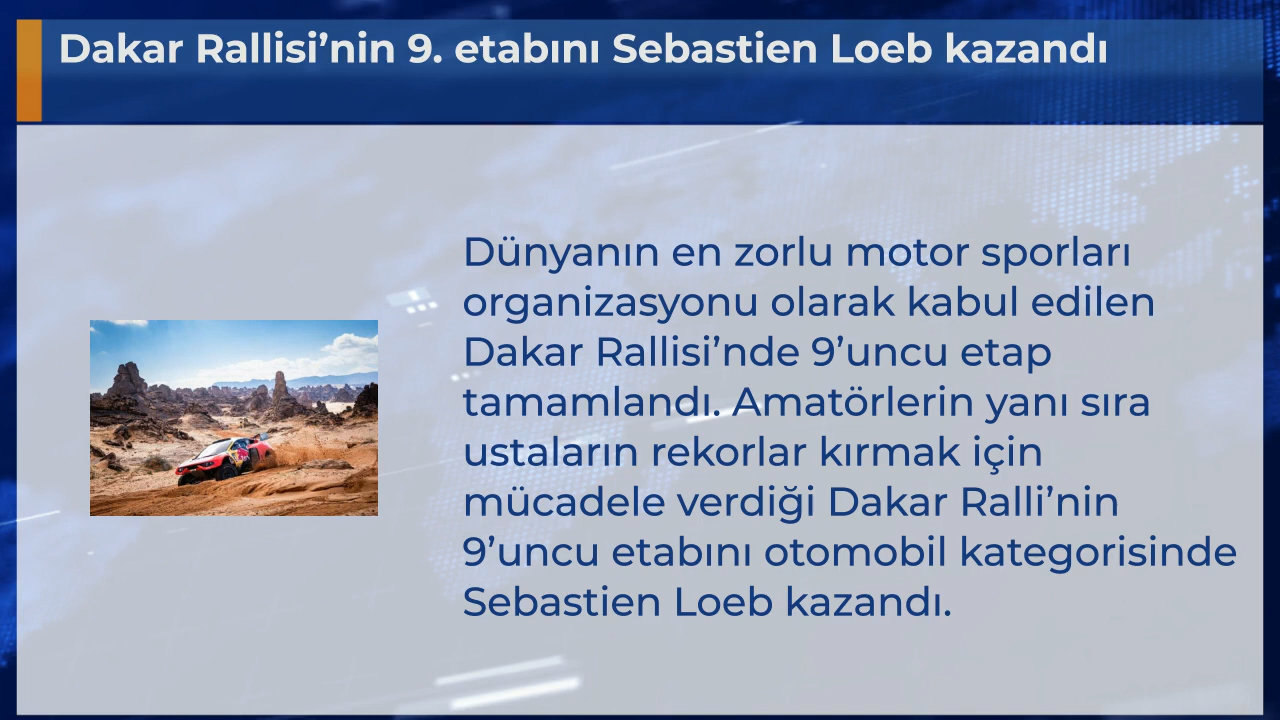 Dakar Rallisi’nin 9. etabını Sebastien Loeb kazandı
Dünyanın en zorlu motor sporları
organizasyonu olarak kabul edilen
Dakar Rallisi’nde 9’uncu etap
tamamlandı. Amatörlerin yanı sıra
ustaların rekorlar kırmak için
mücadele verdiği Dakar Ralli’nin
9’uncu etabını otomobil kategorisinde
Sebastien Loeb kazandı.